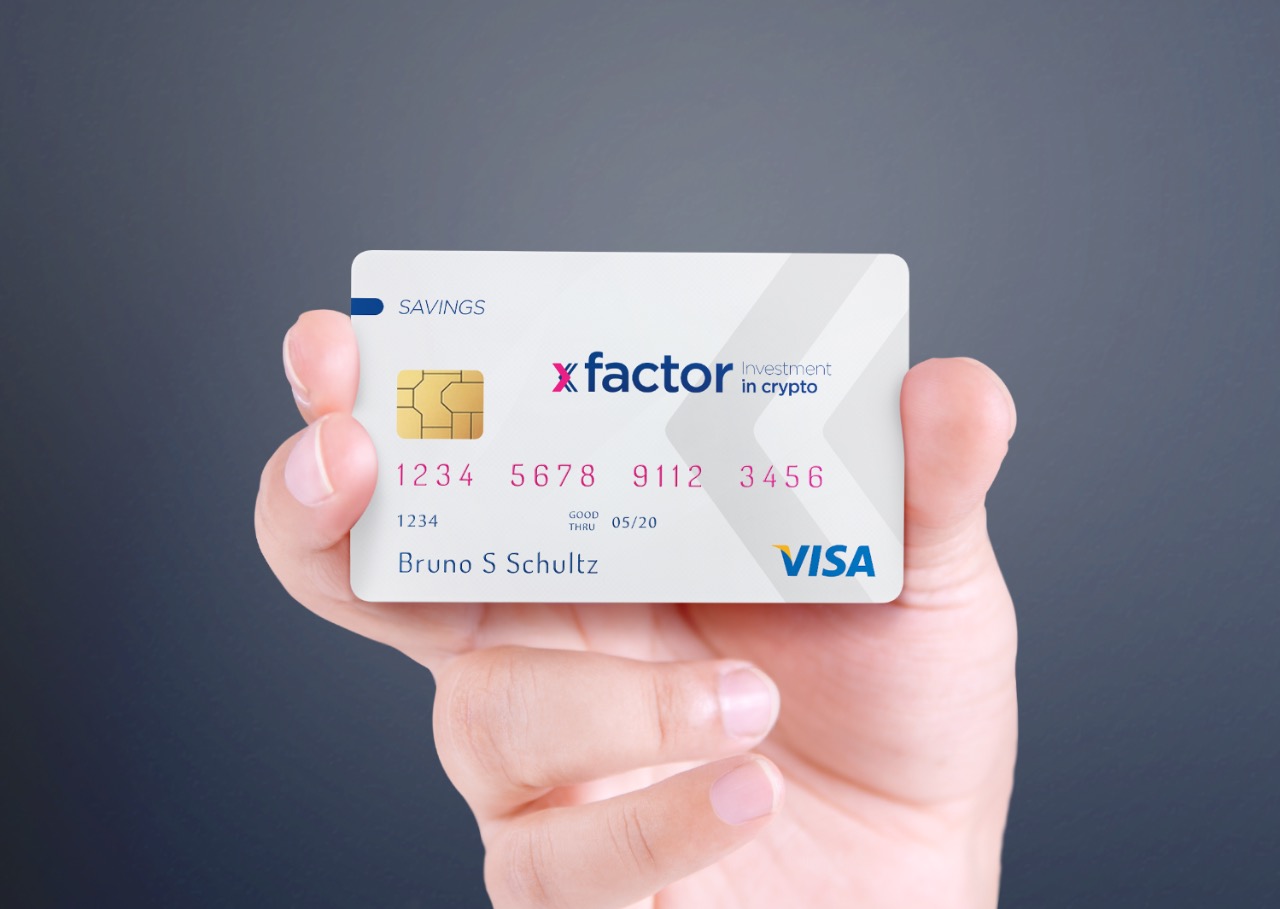 SAVINGS
xfactor Investment
in crypto
1234 5678 9112 3456
1234 GOOD THRU 05/20
Bruno S Schultz
VISA